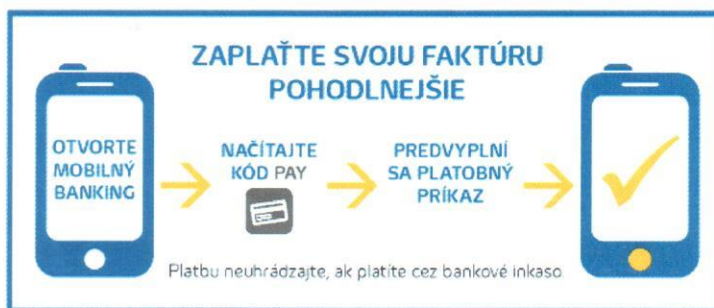 ZAPLAŤTE SVOJU FAKTÚRU
POHODLNEJŠIE
OTVORTE
MOBILNÝ
BANKING
NAČÍTAJTE
KÓD PAY
PREDVYPLNÍ
SA PLATOBNÝ
PRÍKAZ
Platbu neuhrádzajte, ak platíte cez bankové inkaso